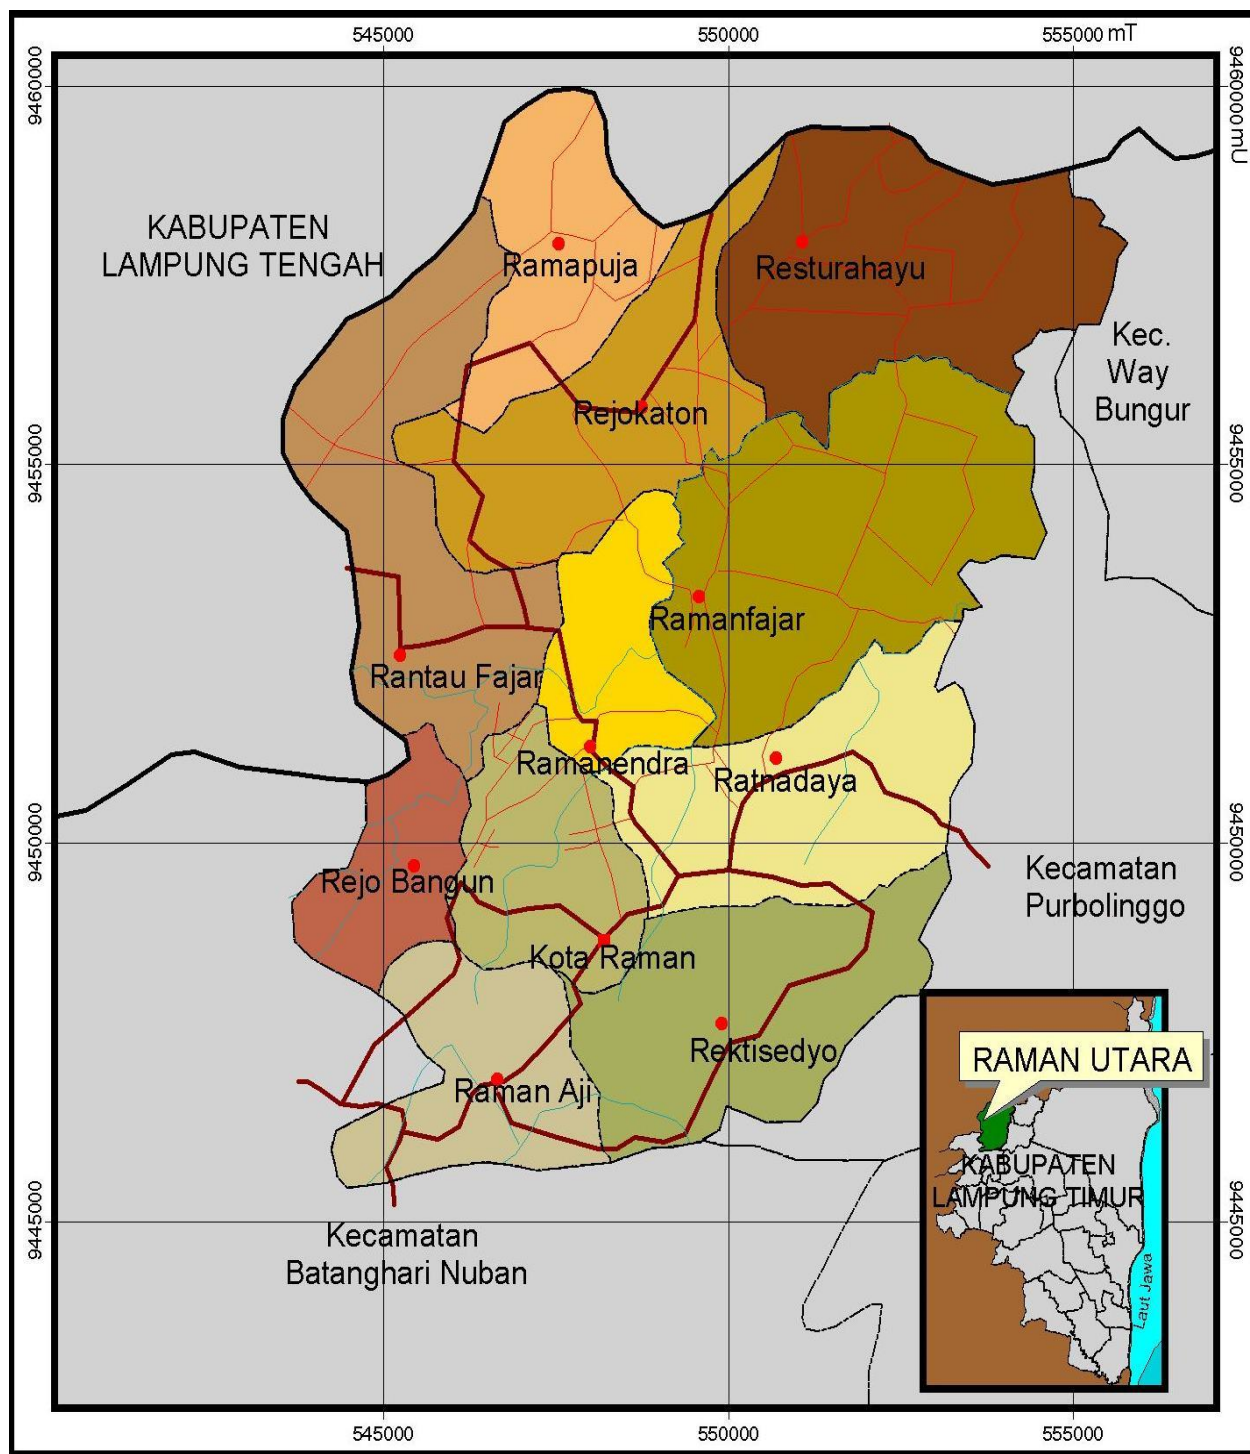 545000
550000
555000 mT
9460000
9460000 mU
KABUPATEN
LAMPUNG TENGAH
Ramapuja
Resturahayu
Kec.
Way
Bungur
Rejokaton
9455000
9455000
Ramanfajar
Rantau Fajar
Ramanendra
Ratnadaya
9450000
9450000
Rejo Bangun
Kecamatan
Purbolinggo
Kota Raman
Rektisedyo
Raman Aji
RAMAN UTARA
KABUPATEN
LAMPUNG TIMUR
Laut Jawa
9445000
9445000
Kecamatan
Batanghari Nuban
545000
550000
555000